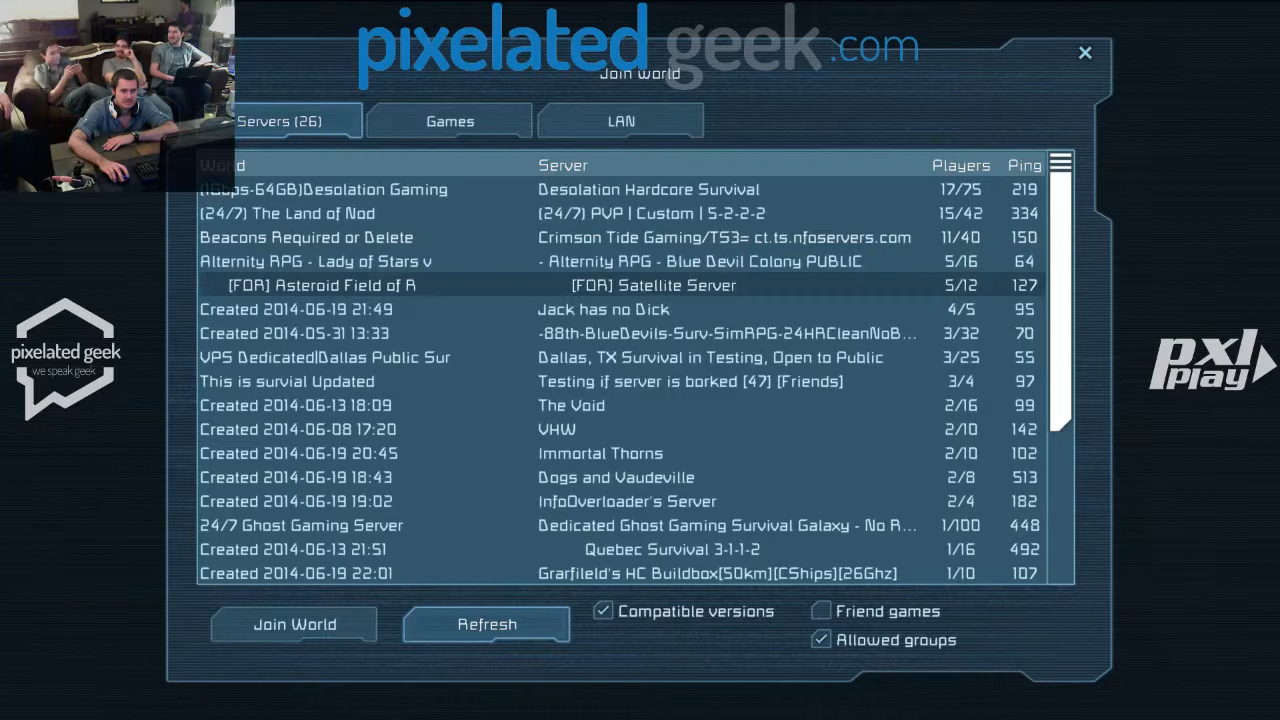 pixelated geek .com
Join World
Servers (26) Games LAN
World Server Players Ping
(1Gbps-64GB)Desolation Gaming Desolation Hardcore Survival 17/75 219
(24/7) The Land of Nod (24/7) PVP | Custom | 5-2-2-2 15/42 334
Beacons Required or Delete Crimson Tide Gaming/TS3= ct.ts.nfoservers.com 11/40 150
Alternity RPG - Lady of Stars v - Alternity RPG - Blue Devil Colony PUBLIC 5/16 64
[FOR] Asteroid Field of R [FOR] Satellite Server 5/12 127
Created 2014-06-19 21:49 Jack has no Dick 4/5 95
Created 2014-05-31 13:33 -88th-BlueDevils-Surv-SimRPG-24HRCleanNoB... 3/32 70
VPS Dedicated|Dallas Public Sur Dallas, TX Survival in Testing, Open to Public 3/25 55
This is survial Updated Testing if server is borked [47] [Friends] 3/4 97
Created 2014-06-13 18:09 The Void 2/16 99
Created 2014-06-08 17:20 VHW 2/10 142
Created 2014-06-19 20:45 Immortal Thorns 2/10 102
Created 2014-06-19 18:43 Dogs and Vaudeville 2/8 513
Created 2014-06-19 19:02 InfoOverloader's Server 2/4 182
24/7 Ghost Gaming Server Dedicated Ghost Gaming Survival Galaxy - No R... 1/100 448
Created 2014-06-13 21:51 Quebec Survival 3-1-1-2 1/16 492
Created 2014-06-19 22:01 Grarfileld's HC Buildbox[50km][CShips][26Ghz] 1/10 107
Join World Refresh Compatible versions Friend games
Allowed groups
pixelated geek
we speak geek
pxl
play